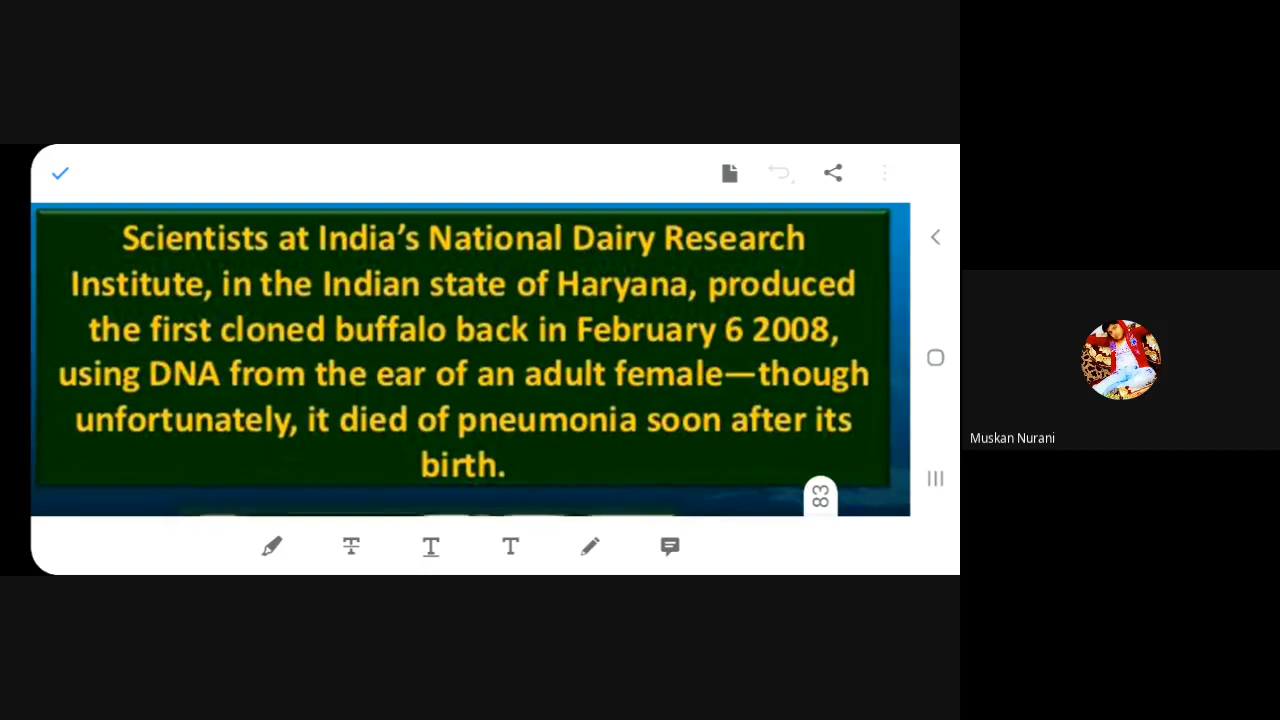 Scientists at India's National Dairy Research
Institute, in the Indian state of Haryana, produced
the first cloned buffalo back in February 6 2008,
using DNA from the ear of an adult female—though
unfortunately, it died of pneumonia soon after its
birth.
83
Muskan Nurani